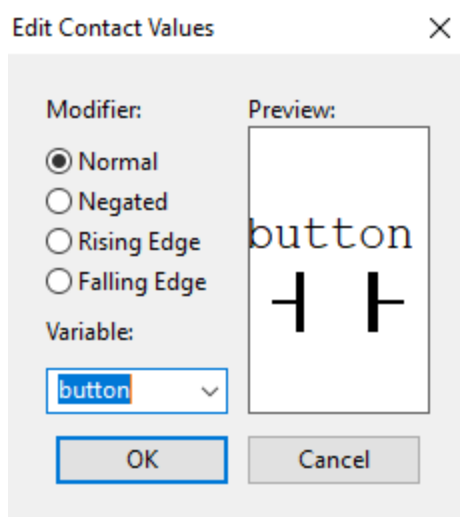 Edit Contact Values
Modifier:
Normal
Negated
Rising Edge
Falling Edge
Variable:
button
Preview:
button
OK
Cancel